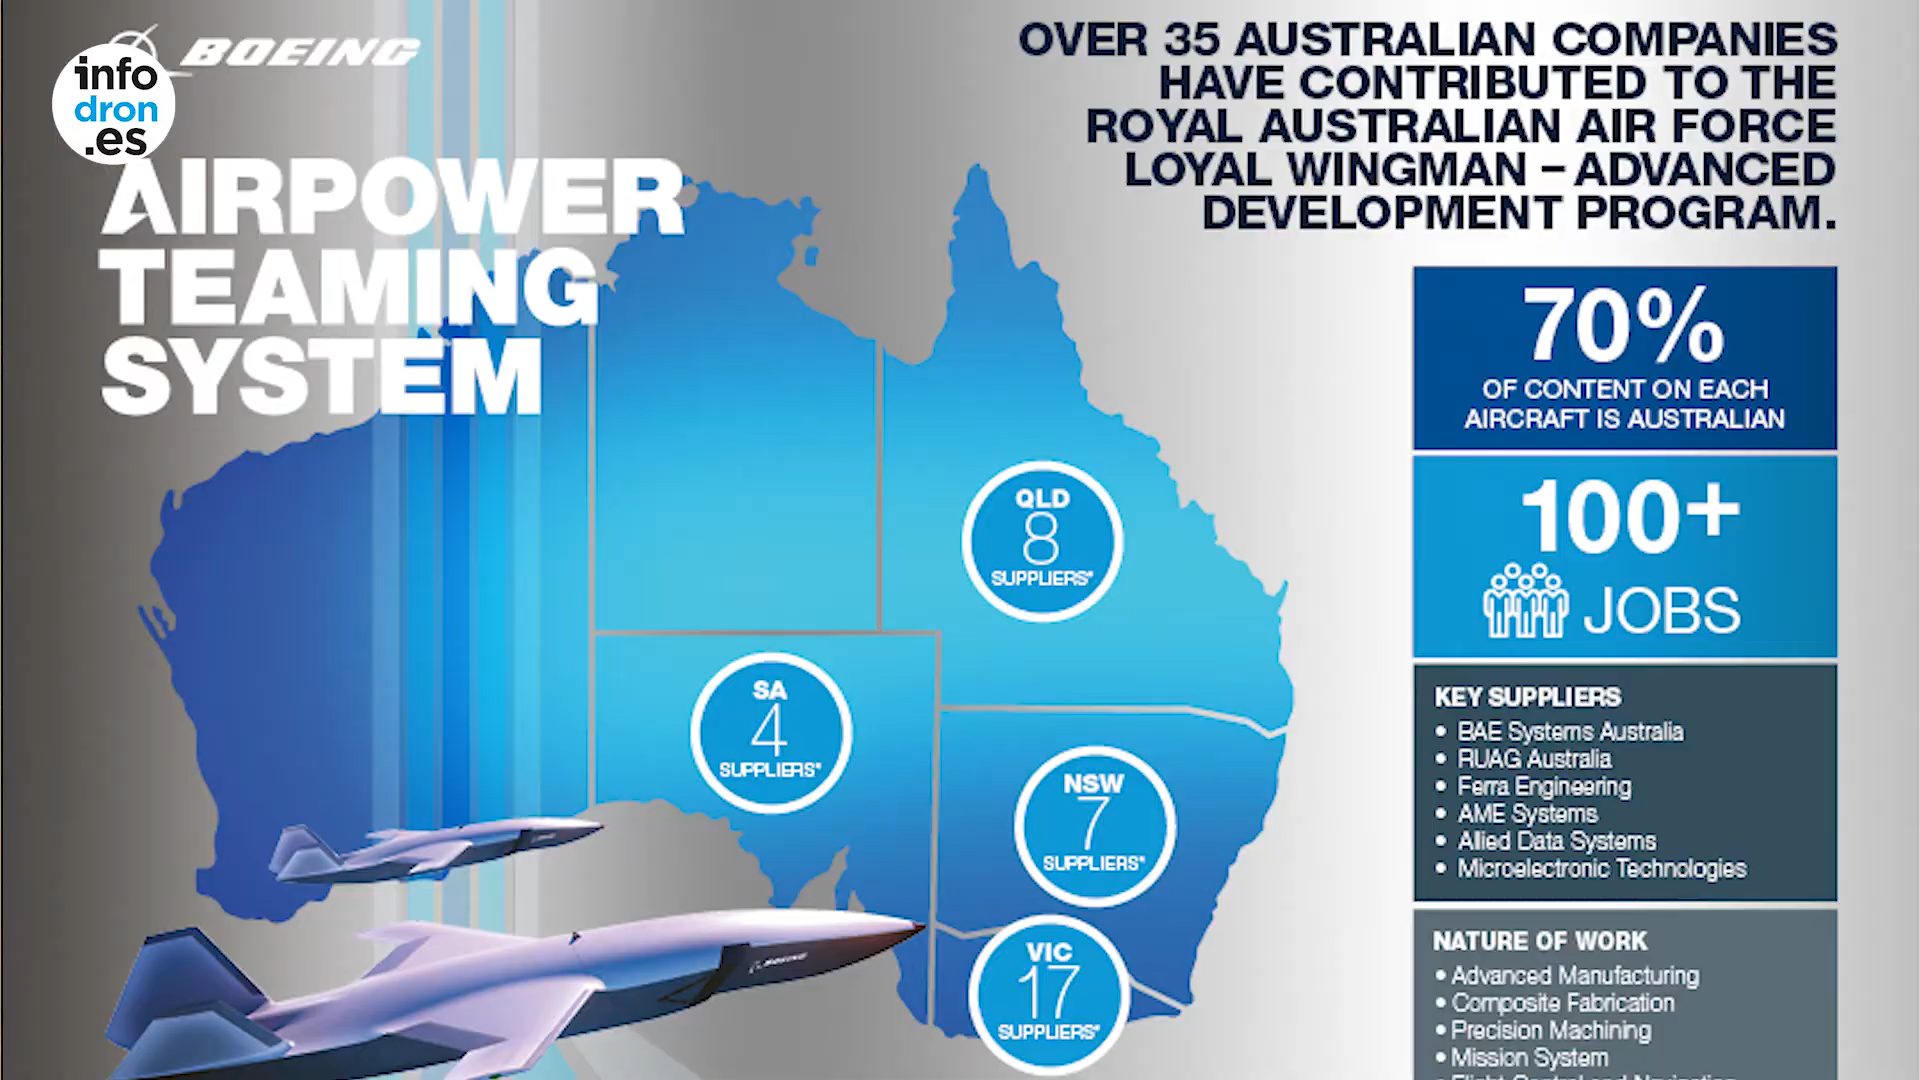 BOEING
info
dron
.es
AIRPOWER
TEAMING
SYSTEM
OVER 35 AUSTRALIAN COMPANIES
HAVE CONTRIBUTED TO THE
ROYAL AUSTRALIAN AIR FORCE
LOYAL WINGMAN – ADVANCED
DEVELOPMENT PROGRAM.
70%
OF CONTENT ON EACH
AIRCRAFT IS AUSTRALIAN
100+
JOBS
QLD
8
SUPPLIERS*
SA
4
SUPPLIERS*
NSW
7
SUPPLIERS*
VIC
17
SUPPLIERS*
KEY SUPPLIERS
• BAE Systems Australia
• RUAG Australia
• Ferra Engineering
• AME Systems
• Allied Data Systems
• Microelectronic Technologies
NATURE OF WORK
• Advanced Manufacturing
• Composite Fabrication
• Precision Machining
• Mission System
BOEING